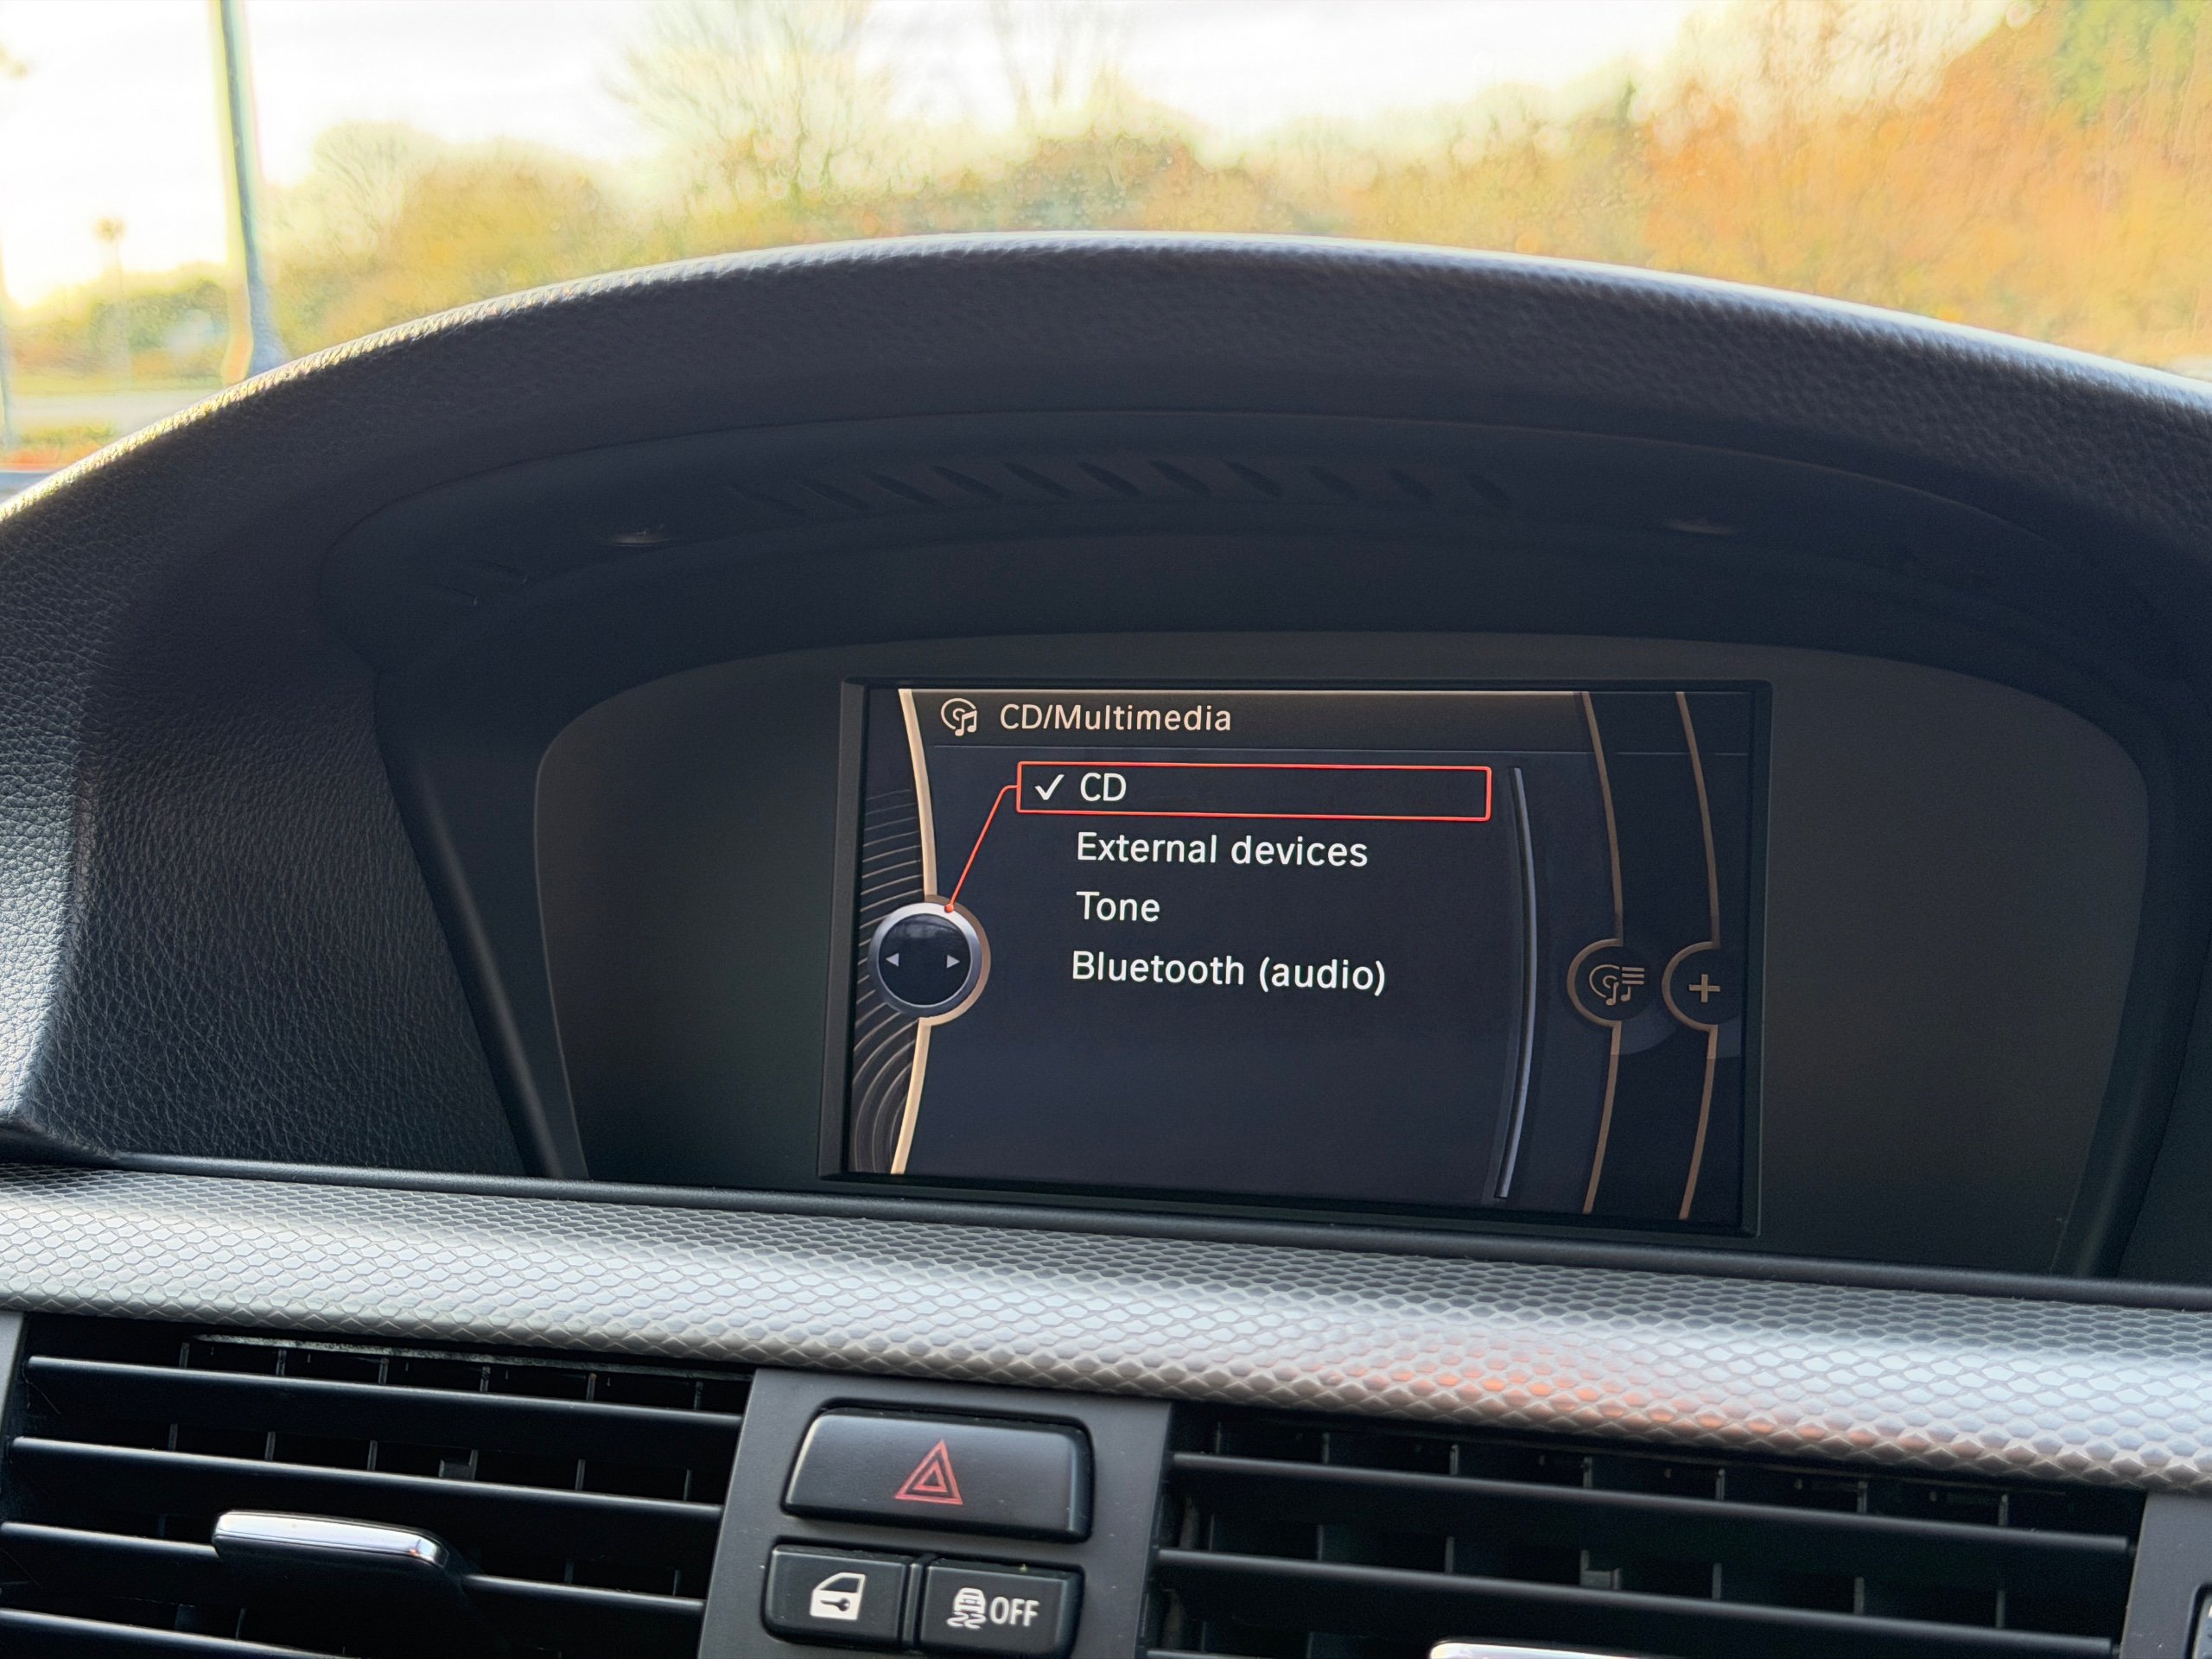 CD/Multimedia
CD
External devices
Tone
Bluetooth (audio)
OFF